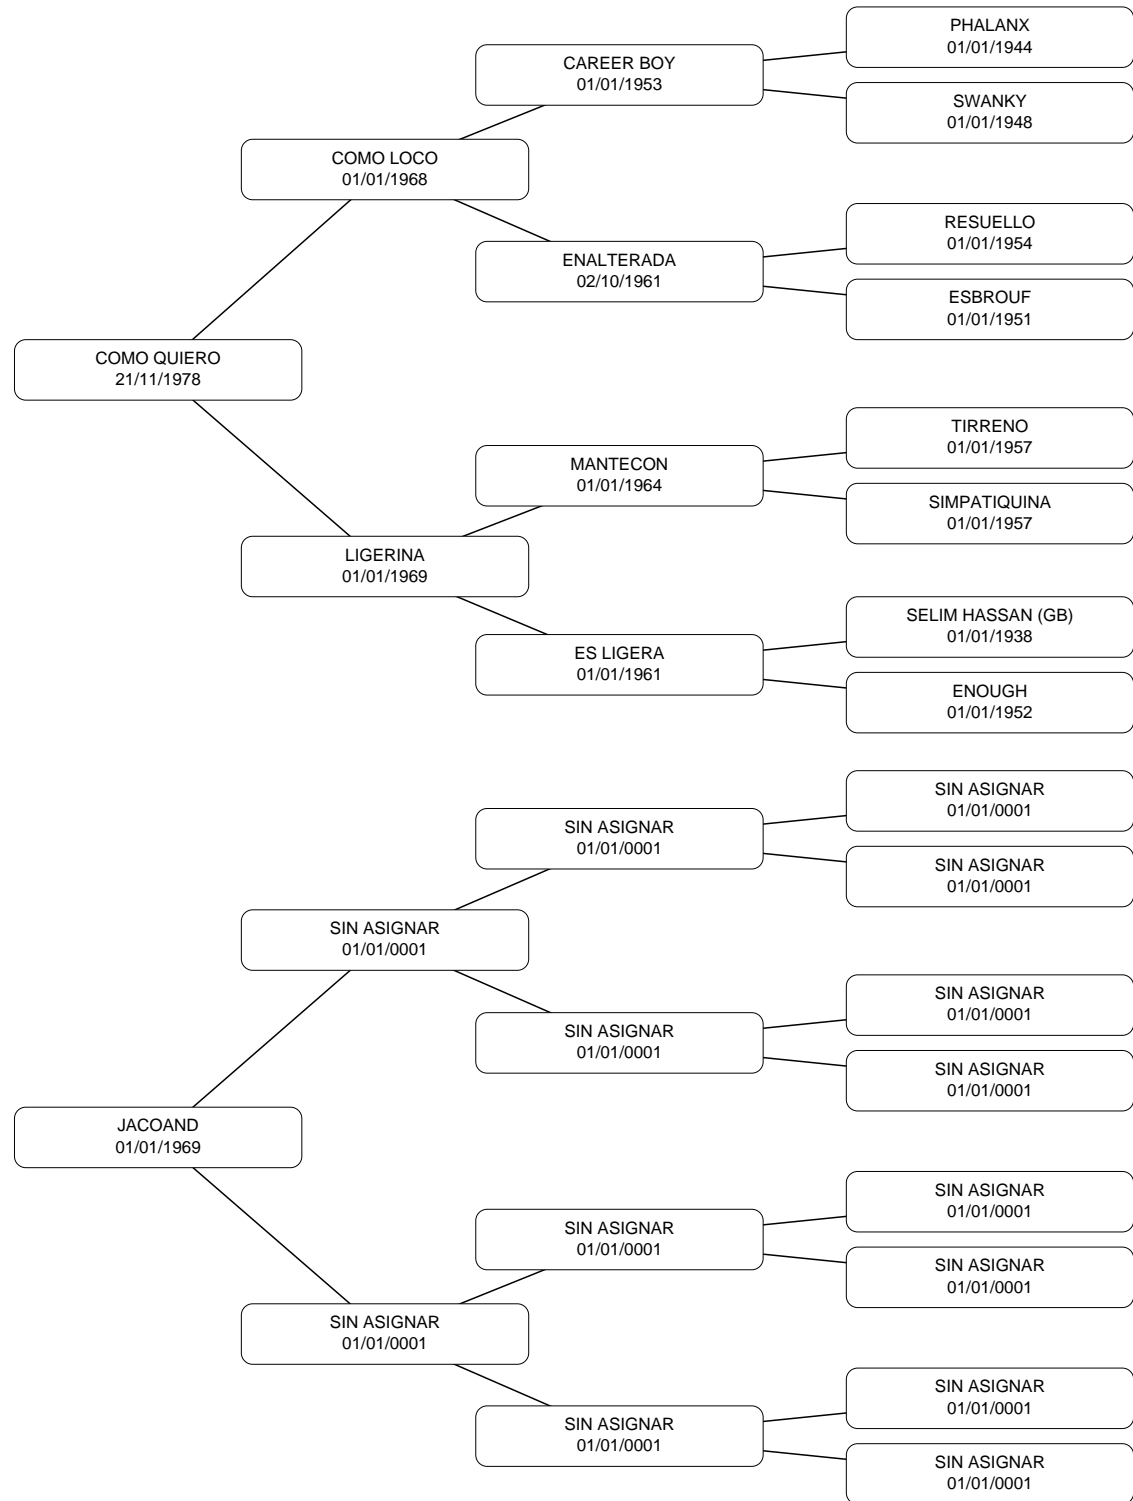 PHALANX
01/01/1944
CAREER BOY
01/01/1953
SWANKY
01/01/1948
COMO LOCO
01/01/1968
RESUELLO
01/01/1954
ENALTERADA
02/10/1961
ESBROUF
01/01/1951
COMO QUIERO
21/11/1978
TIRRENO
01/01/1957
MANTECON
01/01/1964
SIMPATIQUINA
01/01/1957
LIGERINA
01/01/1969
SELIM HASSAN (GB)
01/01/1938
ES LIGERA
01/01/1961
ENOUGH
01/01/1952
SIN ASIGNAR
01/01/0001
SIN ASIGNAR
01/01/0001
SIN ASIGNAR
01/01/0001
SIN ASIGNAR
01/01/0001
SIN ASIGNAR
01/01/0001
SIN ASIGNAR
01/01/0001
SIN ASIGNAR
01/01/0001
JACOAND
01/01/1969
SIN ASIGNAR
01/01/0001
SIN ASIGNAR
01/01/0001
SIN ASIGNAR
01/01/0001
SIN ASIGNAR
01/01/0001
SIN ASIGNAR
01/01/0001
SIN ASIGNAR
01/01/0001
SIN ASIGNAR
01/01/0001